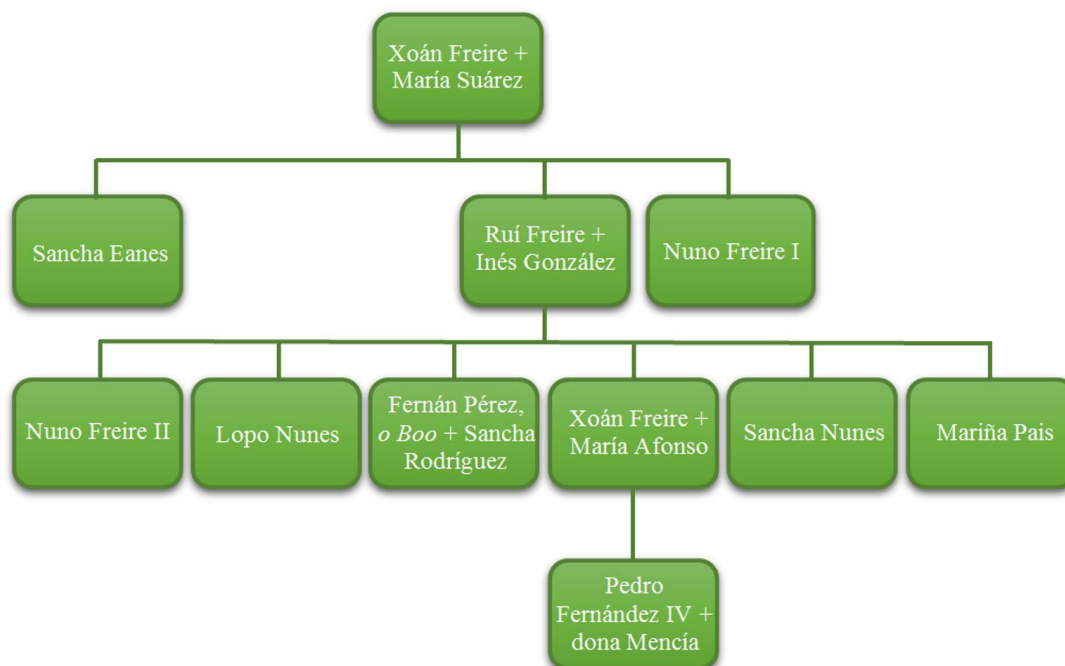 Xoán Freire +
María Suárez
Sancha Eanes
Ruí Freire +
Inés González
Nuno Freire I
Nuno Freire II
Lopo Nunes
Fernán Pérez,
o Boo + Sancha
Rodríguez
Xoán Freire +
María Afonso
Sancha Nunes
Mariña Pais
Pedro
Fernández IV +
dona Mencía